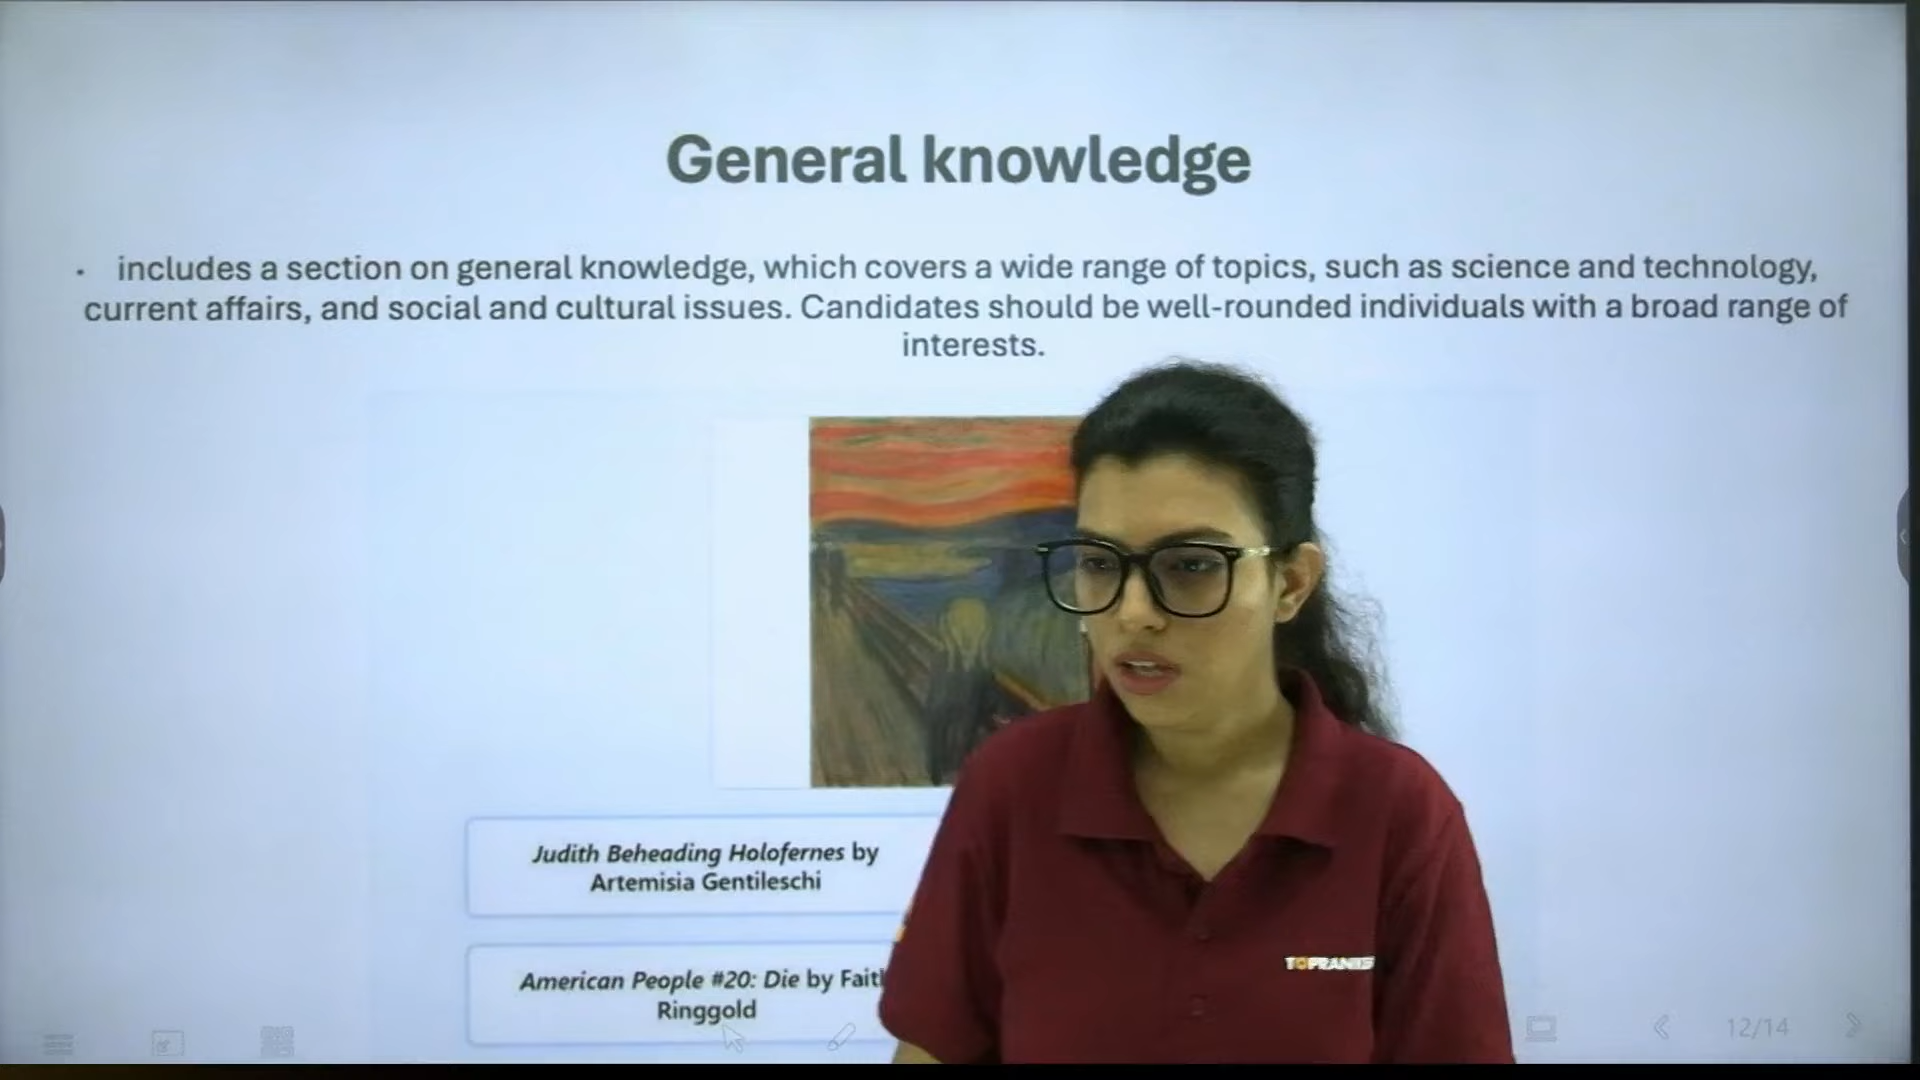 General knowledge
• includes a section on general knowledge, which covers a wide range of topics, such as science and technology,
current affairs, and social and cultural issues. Candidates should be well-rounded individuals with a broad range of
interests.
Judith Beheading Holofernes by
Artemisia Gentileschi
American People #20: Die by Faith
Ringgold
TOPRANKERS
12/14